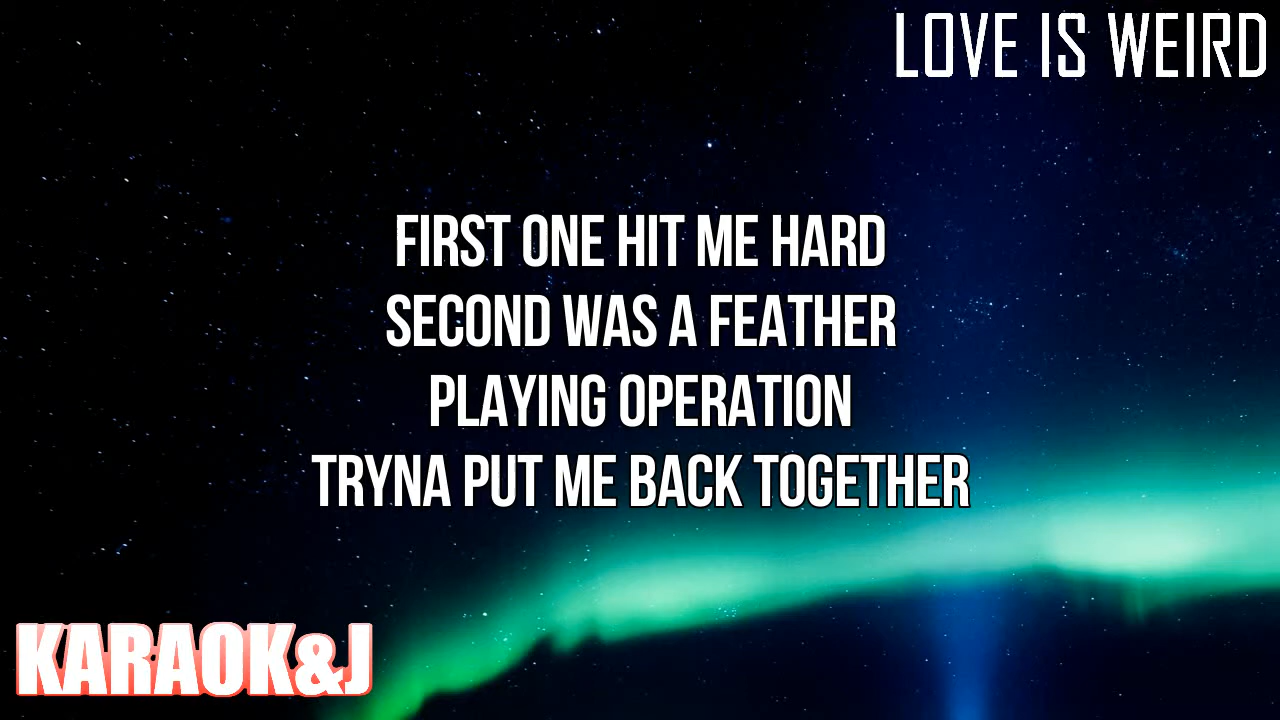 LOVE IS WEIRD
FIRST ONE HIT ME HARD
SECOND WAS A FEATHER
PLAYING OPERATION
TRYNA PUT ME BACK TOGETHER
KARAOK&J